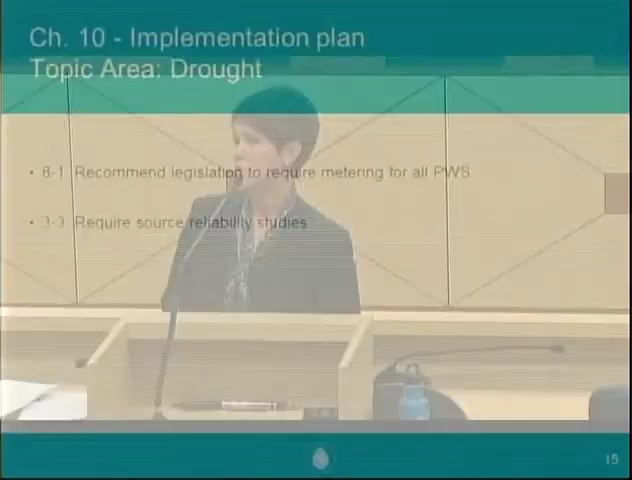 Ch. 10 - Implementation plan
Topic Area: Drought
• 8-1 Recommend legislation to require metering for all PWS
• 3-3 Require source reliability studies
15